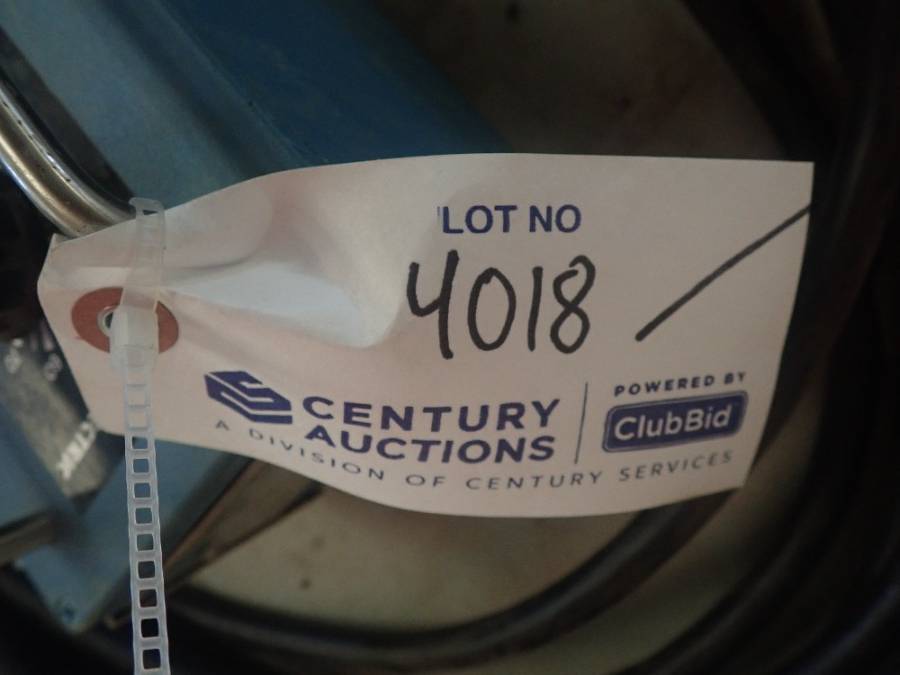 LOT NO
4018
CENTURY
AUCTIONS
A DIVISION OF CENTURY SERVICES
POWERED BY
ClubBid